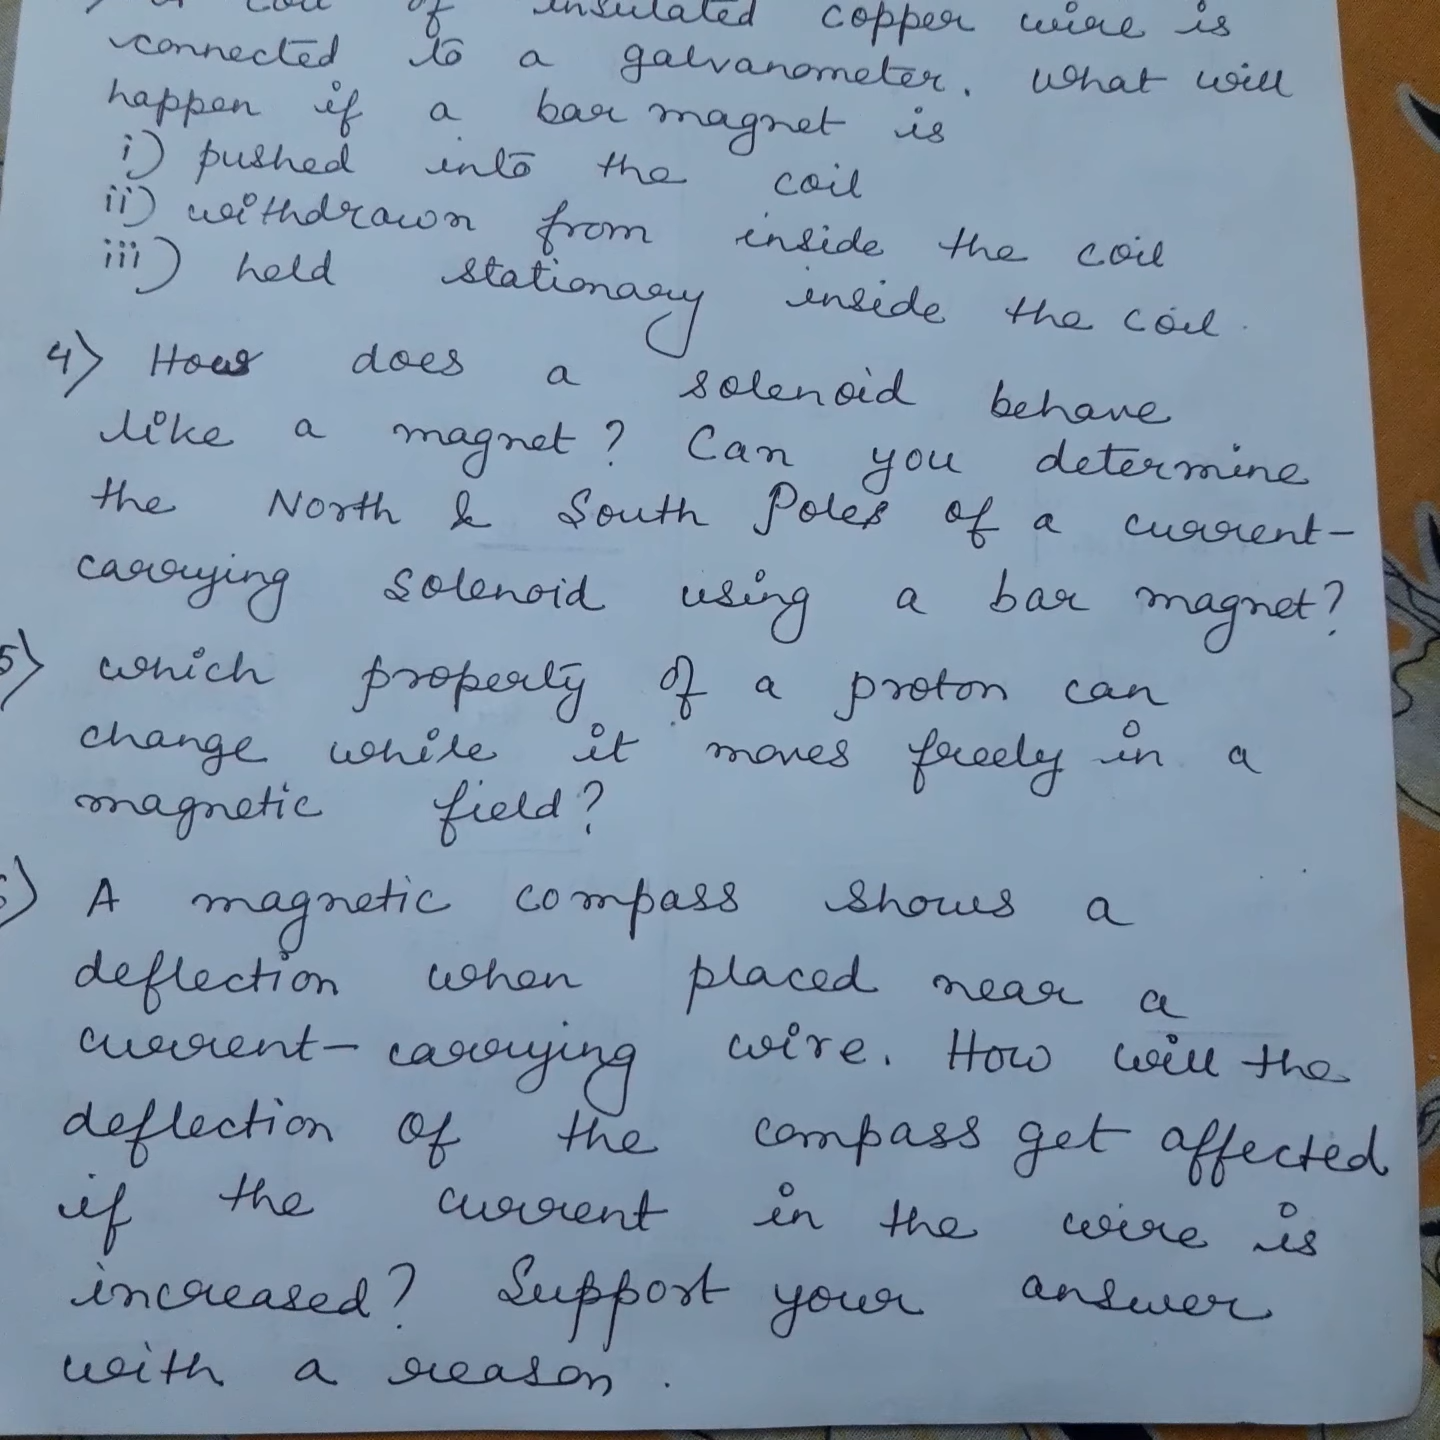 coil of insulated copper wire is
connected to a galvanometer. What will
happen if a bar magnet is
i) pushed into the coil
ii) withdrawn from inside the coil
iii) held stationary inside the coil.
4) How does a solenoid behave
like a magnet? Can you determine
the North & South Poles of a current-
carrying solenoid using a bar magnet?
5) which property of a proton can
change while it moves freely in a
magnetic field?
6) A magnetic compass shows a
deflection when placed near a
current-carrying wire. How will the
deflection of the compass get affected
if the current in the wire is
increased? Support your answer
with a reason.